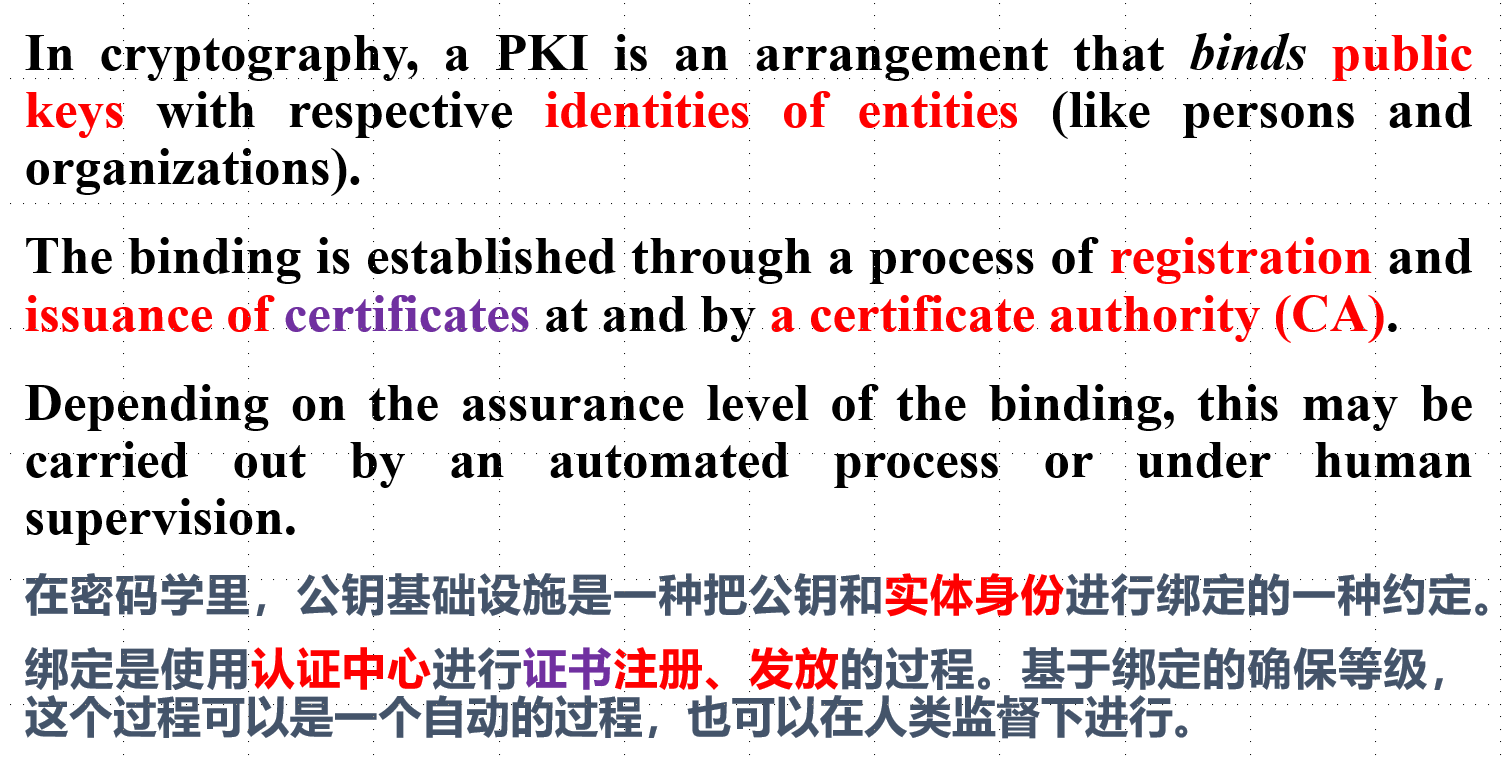 In cryptography, a PKI is an arrangement that binds public
keys with respective identities of entities (like persons and
organizations).
The binding is established through a process of registration and
issuance of certificates at and by a certificate authority (CA).
Depending on the assurance level of the binding, this may be
carried out by an automated process or under human
supervision.
在密码学里，公钥基础设施是一种把公钥和实体身份进行绑定的一种约定。
绑定是使用认证中心进行证书注册、发放的过程。基于绑定的确保等级，
这个过程可以是一个自动的过程，也可以在人类监督下进行。